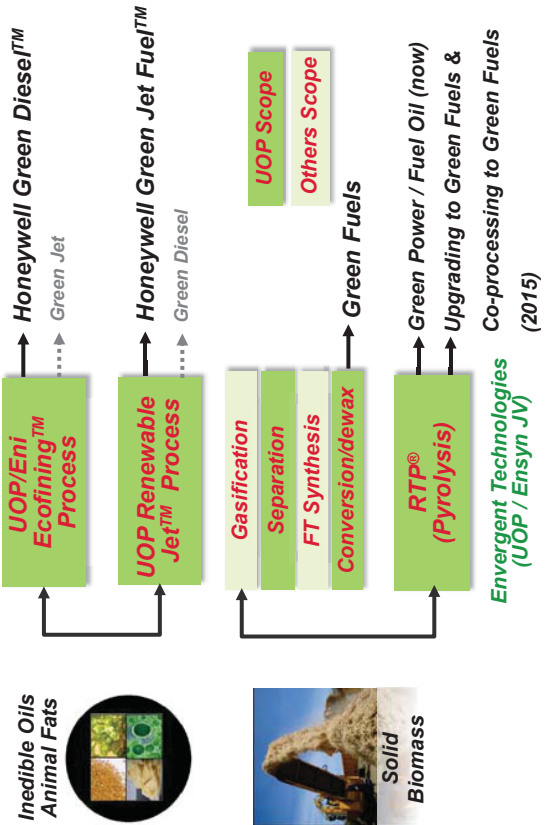 Inedible Oils
Animal Fats
UOP/Eni
Ecofining™
Process
Honeywell Green Diesel™
Green Jet
UOP Renewable
Jet™ Process
Honeywell Green Jet Fuel™
Green Diesel
Solid
Biomass
Gasification
Separation
FT Synthesis
Conversion/dewax
Green Fuels
UOP Scope
Others Scope
RTP®
(Pyrolysis)
Green Power / Fuel Oil (now)
Upgrading to Green Fuels &
Co-processing to Green Fuels
(2015)
Envergent Technologies
(UOP / Ensyn JV)